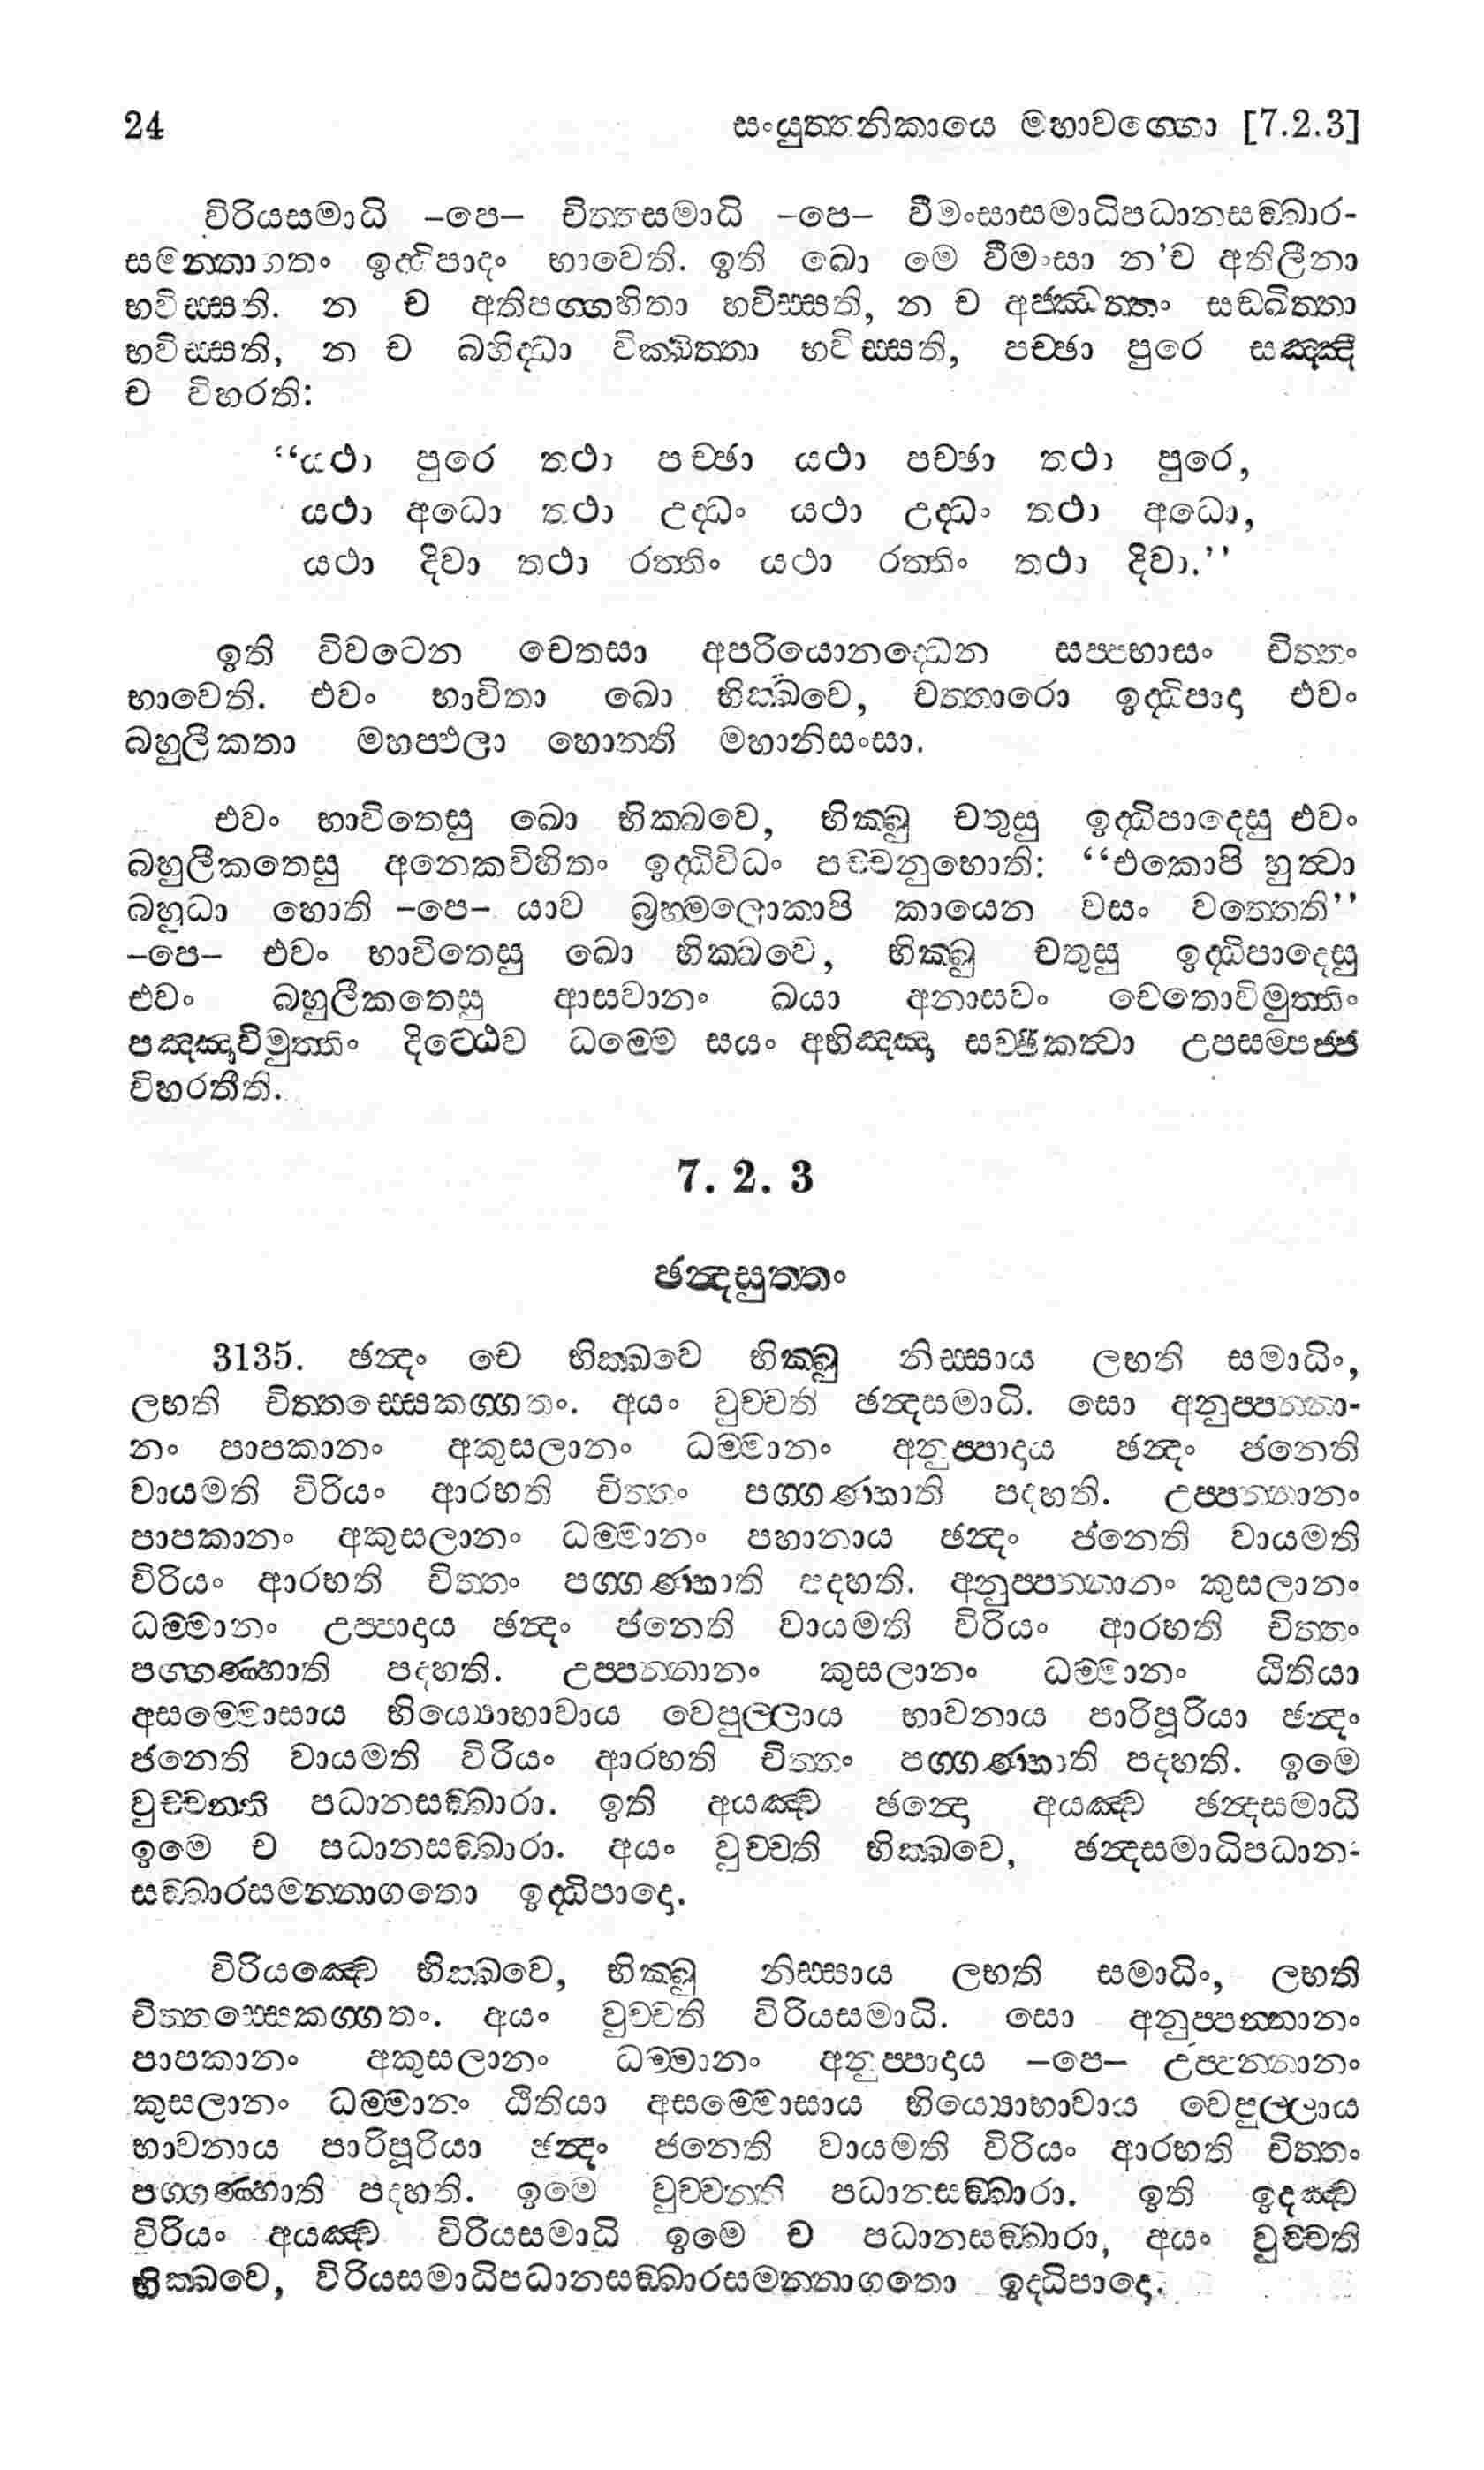 24 සංයුත්තනිකායෙ මහාවග්ගො [7.2.3]
විරියසමාධි –පෙ– චිත්තසමාධි –පෙ– වීමංසාසමාධිපධානසඞ්ඛාර-
සමන්නාගතං ඉද්ධිපාදං භාවෙති. ඉති ඛො මෙ වීමංසා න’ච අතිලීනා
භවිස්සති. න ච අතිපග්ගහිතා භවිස්සති, න ච අජ්ඣත්තං සඞ්ඛිත්තා
භවිස්සති, න ච බහිද්ධා වික්ඛිත්තා භවිස්සති, පච්ඡා පුරෙ සඤ්ඤී
ච විහරති:
‘‘යථා පුරෙ තථා පච්ඡා යථා පච්ඡා තථා පුරෙ,
යථා අධො තථා උද්ධං යථා උද්ධං තථා අධො,
යථා දිවා තථා රත්තිං යථා රත්තිං තථා දිවා.’’
ඉති විවටෙන චෙතසා අපරියොනද්ධෙන සප්පභාසං චිත්තං
භාවෙති. එවං භාවිතා ඛො භික්ඛවෙ, චත්තාරො ඉද්ධිපාදා එවං
බහුලීකතා මහප්ඵලා හොන්ති මහානිසංසා.
එවං භාවිතෙසු ඛො භික්ඛවෙ, භික්ඛු චතුසු ඉද්ධිපාදෙසු එවං
බහුලීකතෙසු අනෙකවිහිතං ඉද්ධිවිධං පච්චනුභොති: ‘‘එකොපි හුත්වා
බහුධා හොති –පෙ– යාව බ්‍රහ්මලොකාපි කායෙන වසං වත්තෙති’’
–පෙ– එවං භාවිතෙසු ඛො භික්ඛවෙ, භික්ඛු චතුසු ඉද්ධිපාදෙසු
එවං බහුලීකතෙසු ආසවානං ඛයා අනාසවං චෙතොවිමුත්තිං
පඤ්ඤාවිමුත්තිං දිට්ඨෙව ධම්මෙ සයං අභිඤ්ඤා සච්ඡිකත්වා උපසම්පජ්ජ
විහරතීති.
7. 2. 3
ඡන්දසුත්තං
3135. ඡන්දං චෙ භික්ඛවෙ භික්ඛු නිස්සාය ලභති සමාධිං,
ලභති චිත්තස්සෙකග්ගතං. අයං වුච්චති ඡන්දසමාධි. සො අනුප්පන්නා-
නං පාපකානං අකුසලානං ධම්මානං අනුප්පාදාය ඡන්දං ජනෙති
වායමති විරියං ආරභති චිත්තං පග්ගණ්හාති පදහති. උප්පන්නානං
පාපකානං අකුසලානං ධම්මානං පහානාය ඡන්දං ජනෙති වායමති
විරියං ආරභති චිත්තං පග්ගණ්හාති පදහති. අනුප්පන්නානං කුසලානං
ධම්මානං උප්පාදාය ඡන්දං ජනෙති වායමති විරියං ආරභති චිත්තං
පග්ගණ්හාති පදහති. උප්පන්නානං කුසලානං ධම්මානං ඨිතියා
අසම්මොසාය භිය්‍යොභාවාය වෙපුල්ලාය භාවනාය පාරිපූරියා ඡන්දං
ජනෙති වායමති විරියං ආරභති චිත්තං පග්ගණ්හාති පදහති. ඉමෙ
වුච්චන්ති පධානසඞ්ඛාරා. ඉති අයඤ්ච ඡන්දො අයඤ්ච ඡන්දසමාධි
ඉමෙ ච පධානසඞ්ඛාරා. අයං වුච්චති භික්ඛවෙ, ඡන්දසමාධිපධාන-
සඞ්ඛාරසමන්නාගතො ඉද්ධිපාදො.
විරියඤ්චෙ භික්ඛවෙ, භික්ඛු නිස්සාය ලභති සමාධිං, ලභති
චිත්තස්සෙකග්ගතං. අයං වුච්චති විරියසමාධි. සො අනුප්පන්නානං
පාපකානං අකුසලානං ධම්මානං අනුප්පාදාය –පෙ– උප්පන්නානං
කුසලානං ධම්මානං ඨිතියා අසම්මොසාය භිය්‍යොභාවාය වෙපුල්ලාය
භාවනාය පාරිපූරියා ඡන්දං ජනෙති වායමති විරියං ආරභති චිත්තං
පග්ගණ්හාති පදහති. ඉමෙ වුච්චන්ති පධානසඞ්ඛාරා. ඉති ඉදඤ්ච
විරියං අයඤ්ච විරියසමාධි ඉමෙ ච පධානසඞ්ඛාරා, අයං වුච්චති
භික්ඛවෙ, විරියසමාධිපධානසඞ්ඛාරසමන්නාගතො ඉද්ධිපාදො.